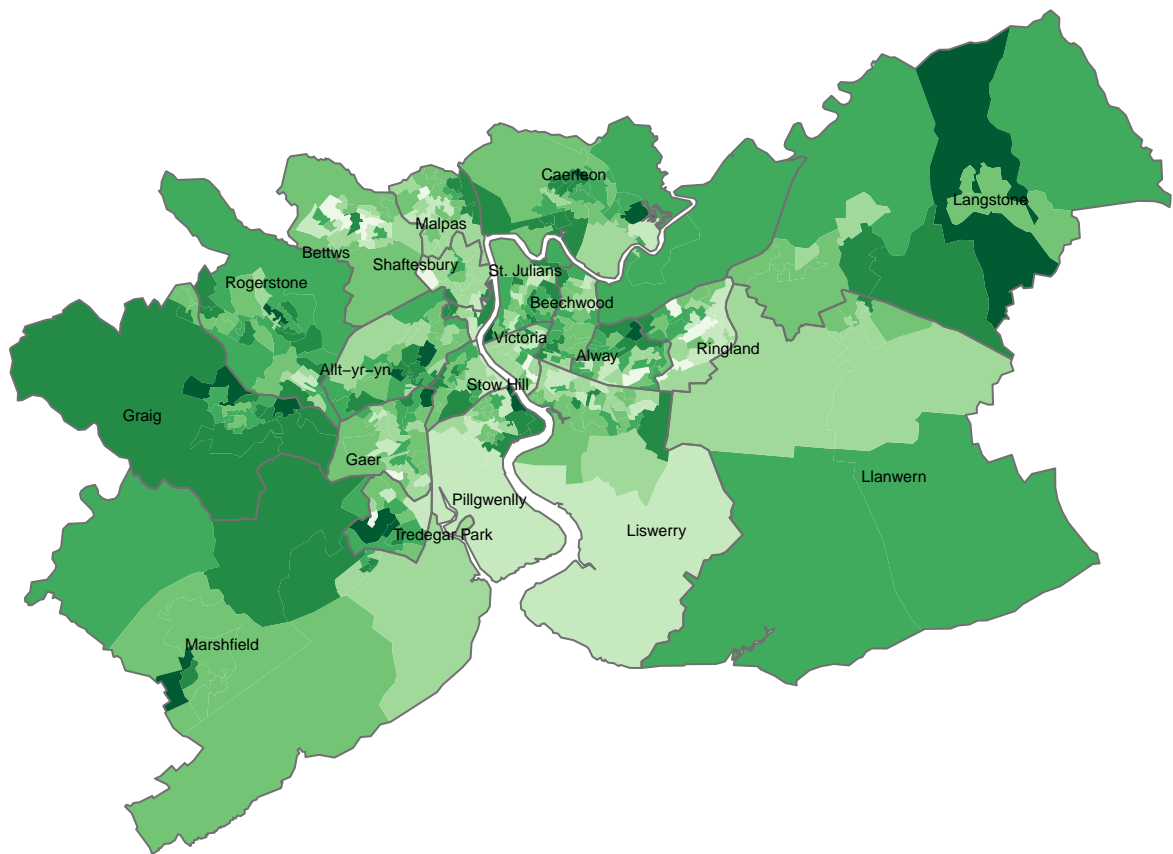 Caerleon
Langstone
Malpas
Bettws
Shaftesbury
St. Julians
Rogerstone
Beechwood
Victoria
Ringland
Alway
Allt−yr−yn
Stow Hill
Graig
Gaer
Llanwern
Pillgwenlly
Liswerry
Tredegar Park
Marshfield